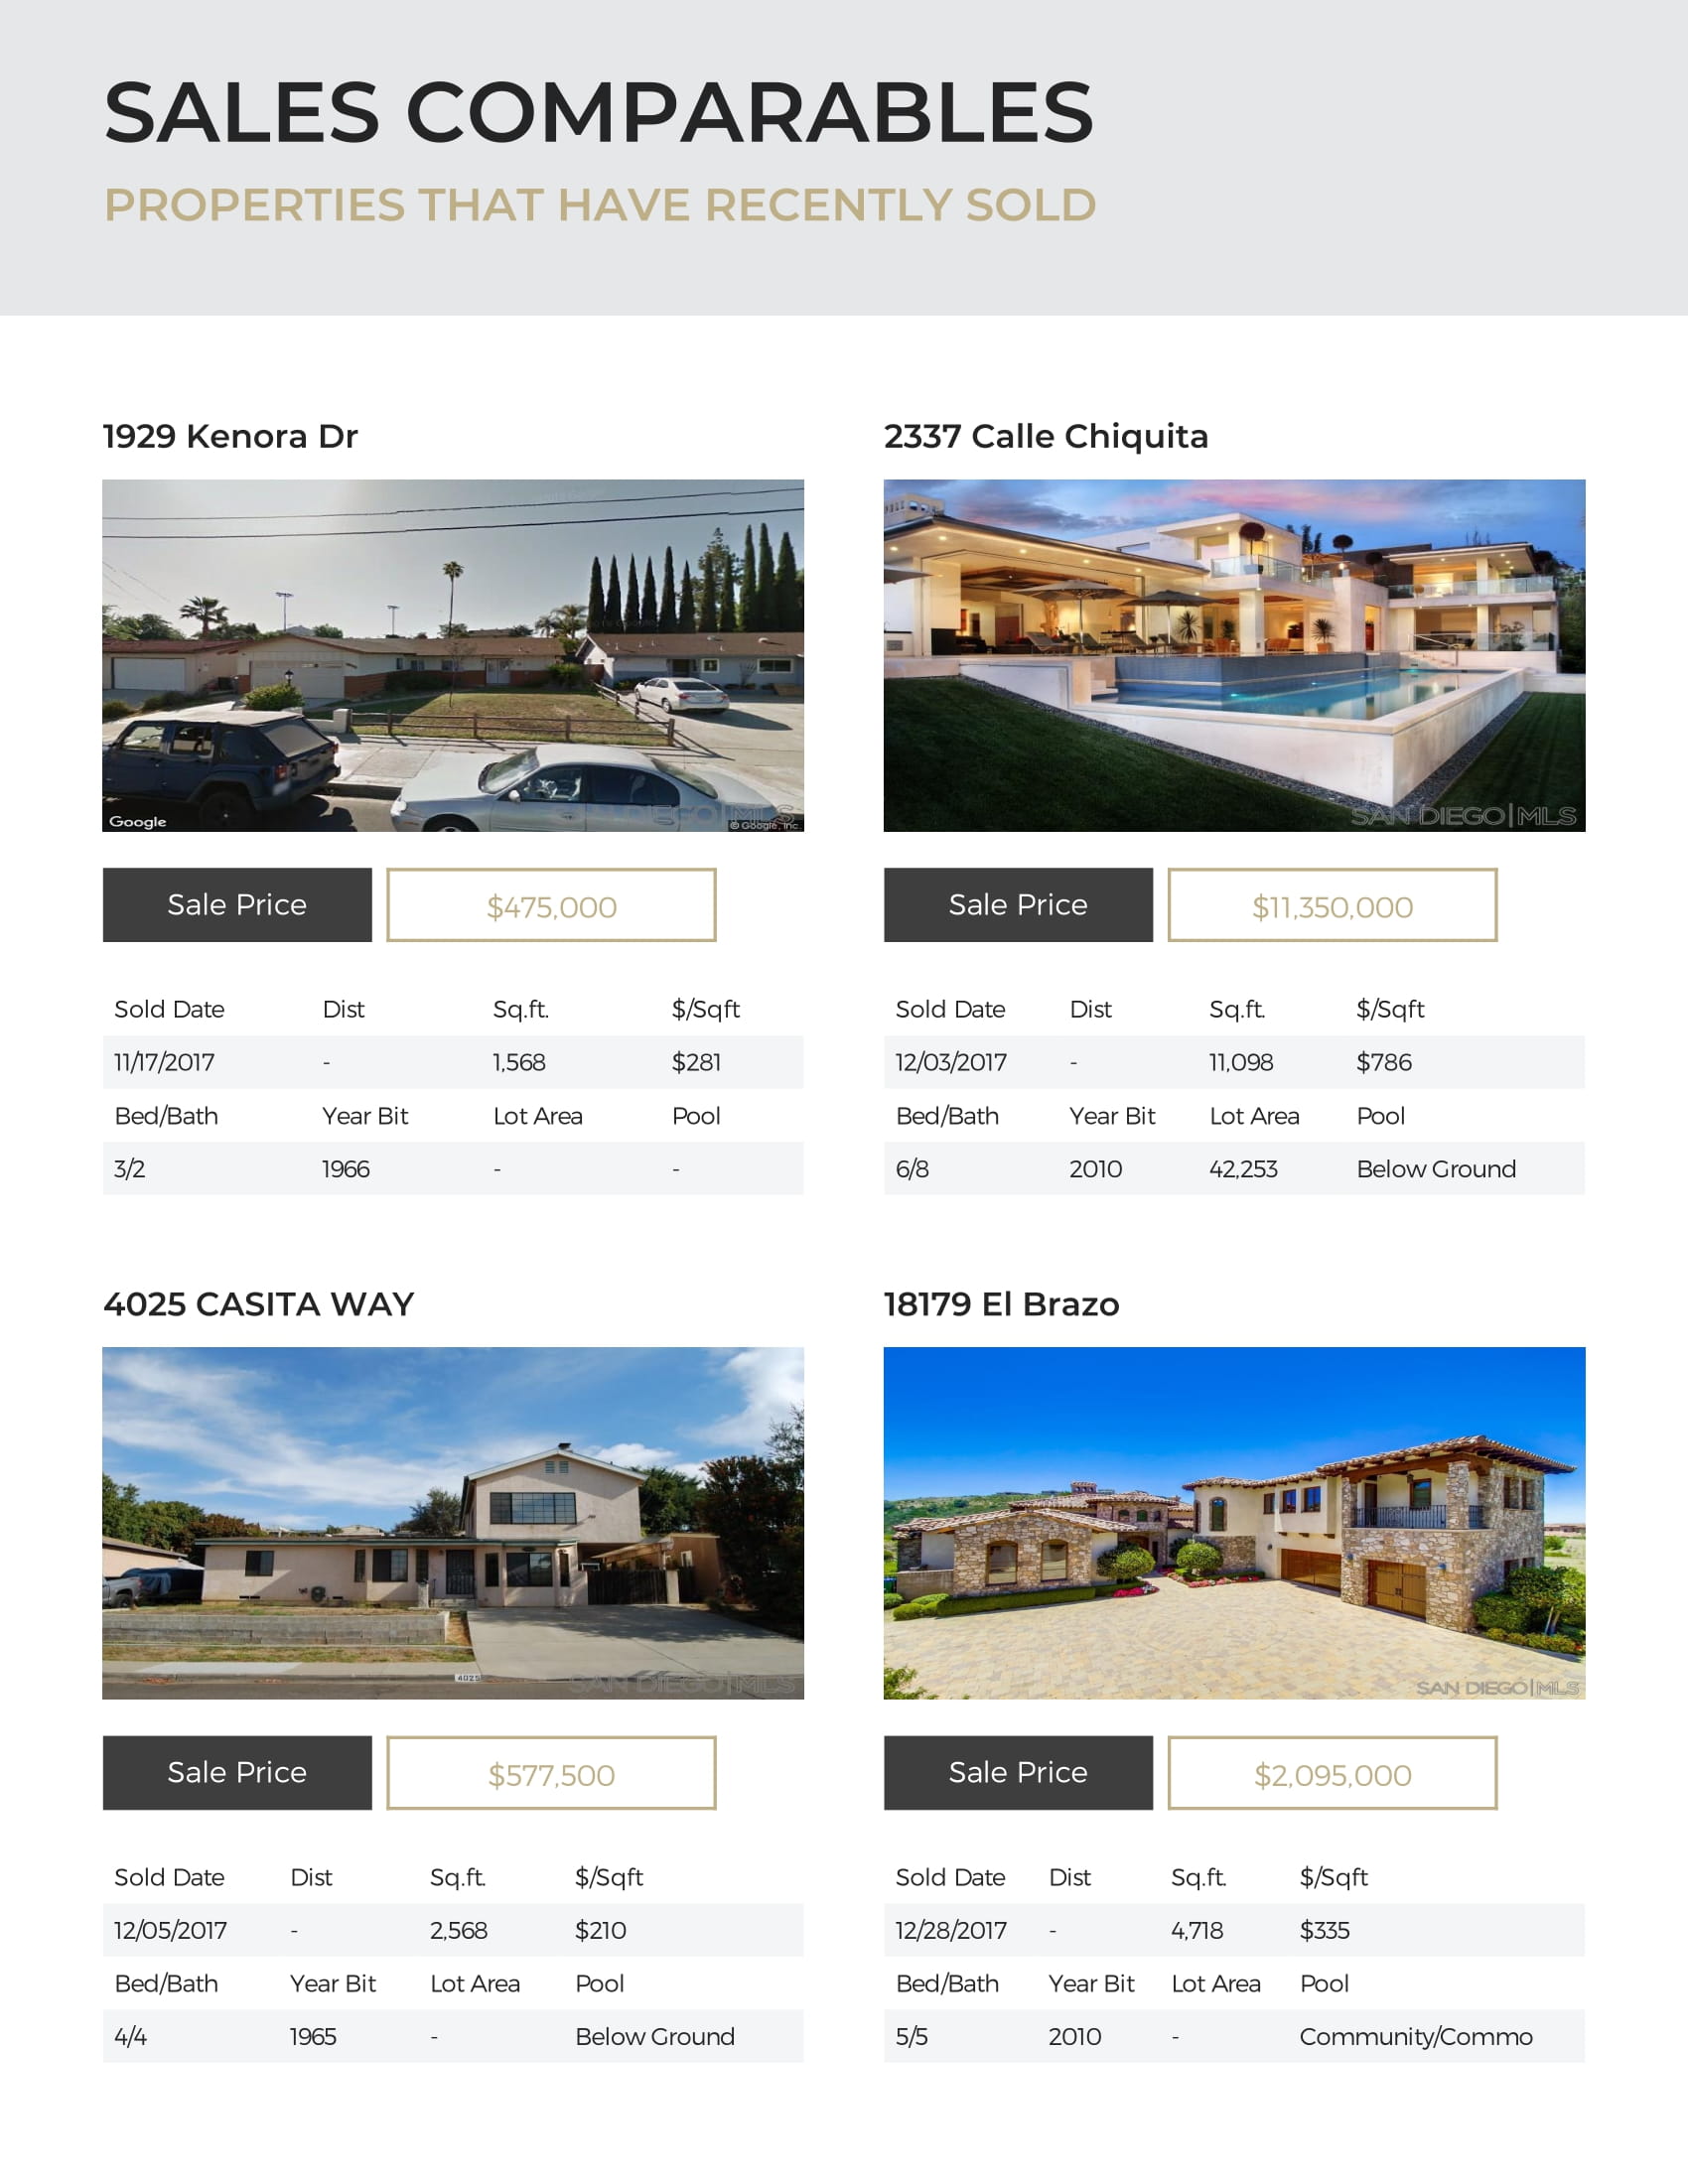 SALES COMPARABLES
PROPERTIES THAT HAVE RECENTLY SOLD
1929 Kenora Dr
Google
© Google, Inc.
DIEGO|MLS
Sale Price
$475,000
Sold Date Dist Sq.ft. $/Sqft
11/17/2017 - 1,568 $281
Bed/Bath Year Bit Lot Area Pool
3/2 1966 - -
2337 Calle Chiquita
SAN DIEGO|MLS
Sale Price
$11,350,000
Sold Date Dist Sq.ft. $/Sqft
12/03/2017 - 11,098 $786
Bed/Bath Year Bit Lot Area Pool
6/8 2010 42,253 Below Ground
4025 CASITA WAY
4025
SAN DIEGO|MLS
Sale Price
$577,500
Sold Date Dist Sq.ft. $/Sqft
12/05/2017 - 2,568 $210
Bed/Bath Year Bit Lot Area Pool
4/4 1965 - Below Ground
18179 El Brazo
SAN DIEGO|MLS
Sale Price
$2,095,000
Sold Date Dist Sq.ft. $/Sqft
12/28/2017 - 4,718 $335
Bed/Bath Year Bit Lot Area Pool
5/5 2010 - Community/Commo